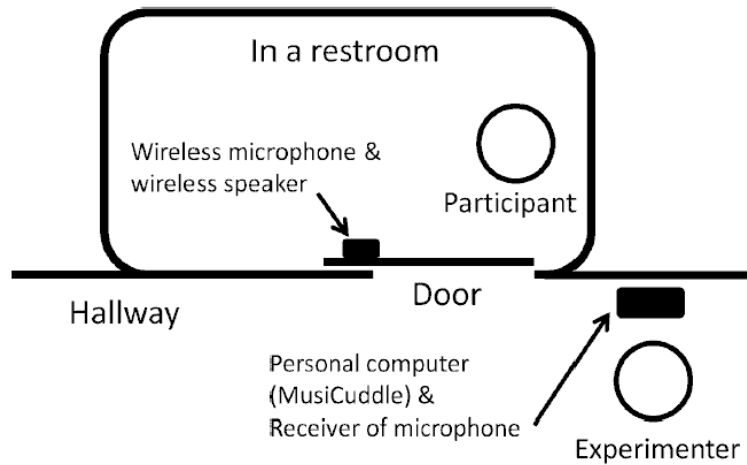 In a restroom
Wireless microphone &
wireless speaker
Participant
Door
Hallway
Personal computer
(MusiCuddle) &
Receiver of microphone
Experimenter